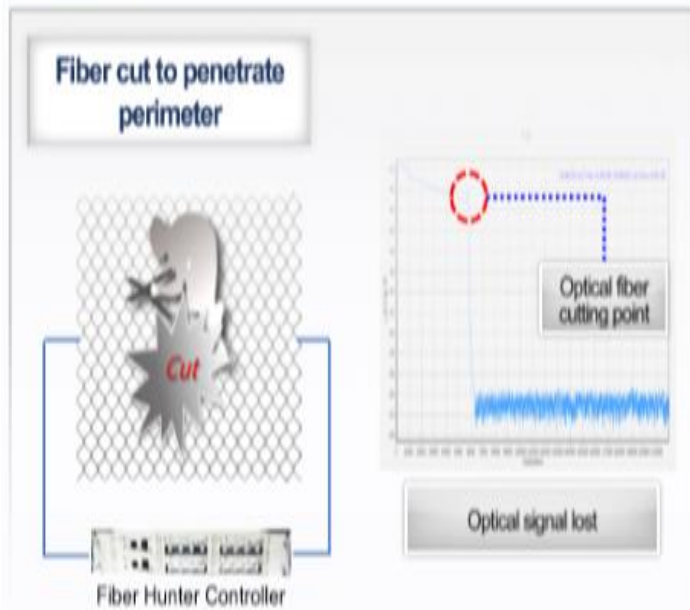 Fiber cut to penetrate
perimeter
Cut
Optical fiber
cutting point
Optical signal lost
Fiber Hunter Controller